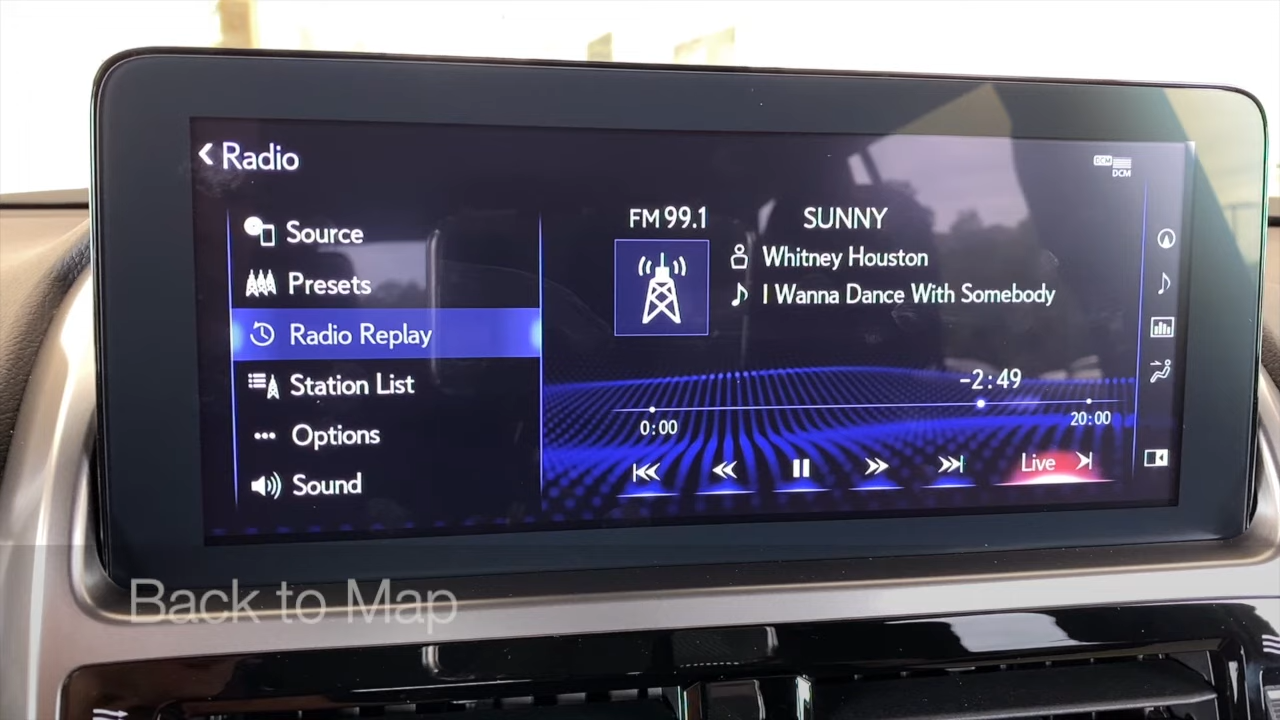 Radio
DCM
DCM
Source
Presets
Radio Replay
Station List
Options
Sound
FM 99.1
SUNNY
Whitney Houston
I Wanna Dance With Somebody
-2:49
0:00
20:00
Live
Back to Map